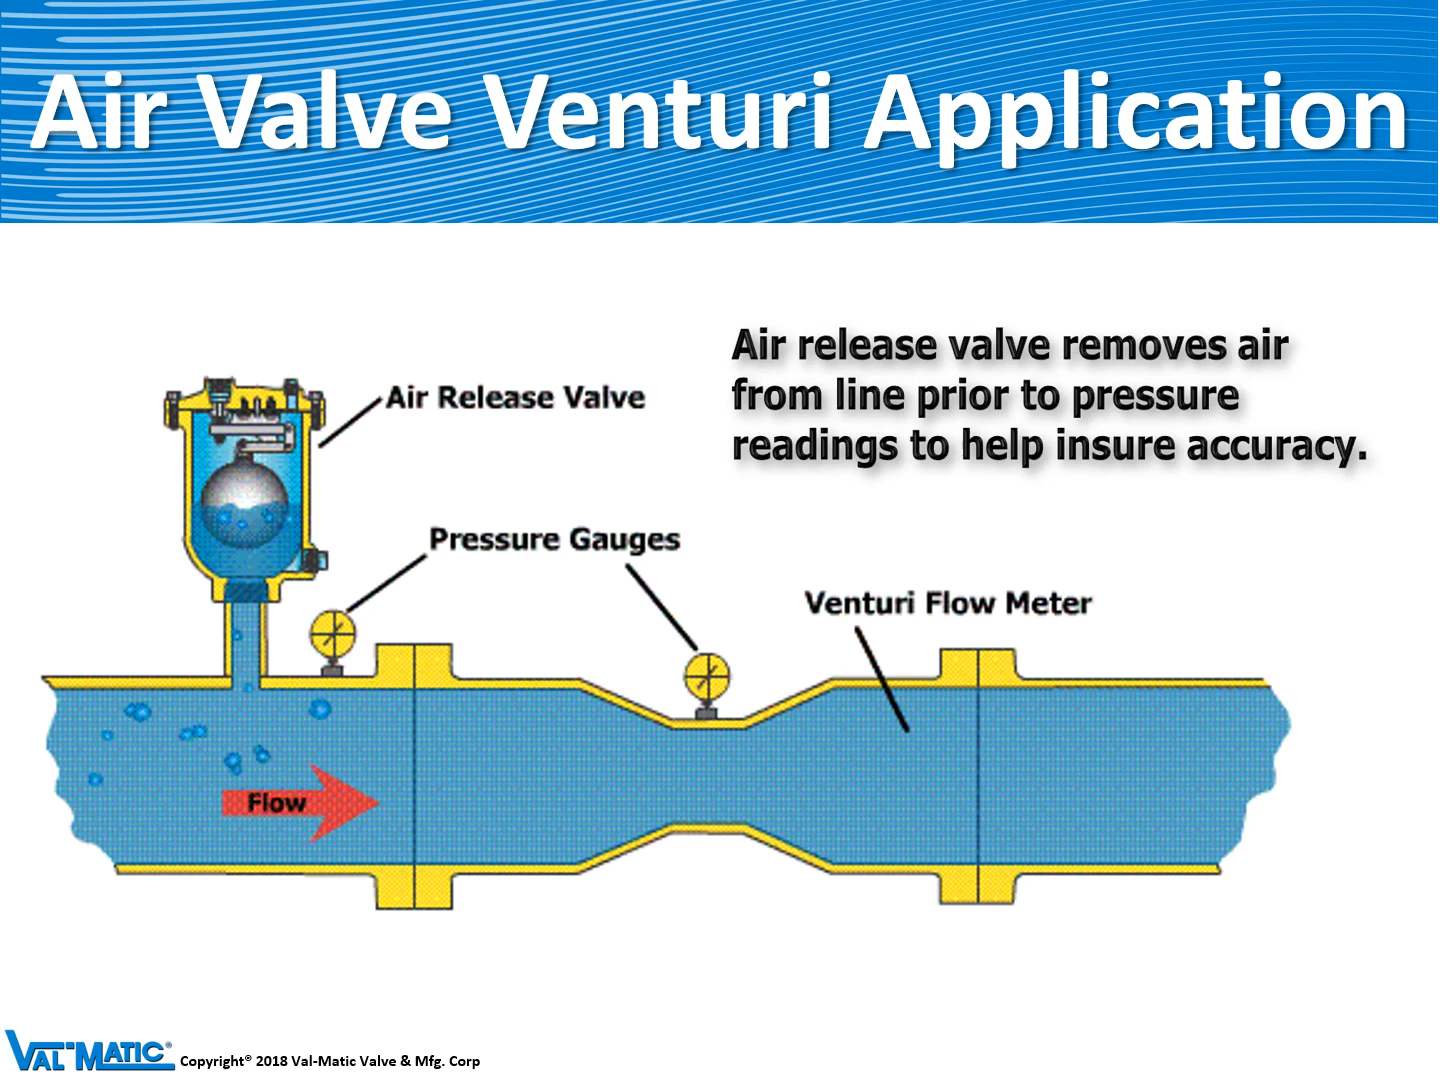 Air Valve Venturi Application
Air release valve removes air
from line prior to pressure
readings to help insure accuracy.
Air Release Valve
Pressure Gauges
Venturi Flow Meter
Flow
VAL-MATIC®
Copyright© 2018 Val-Matic Valve & Mfg. Corp